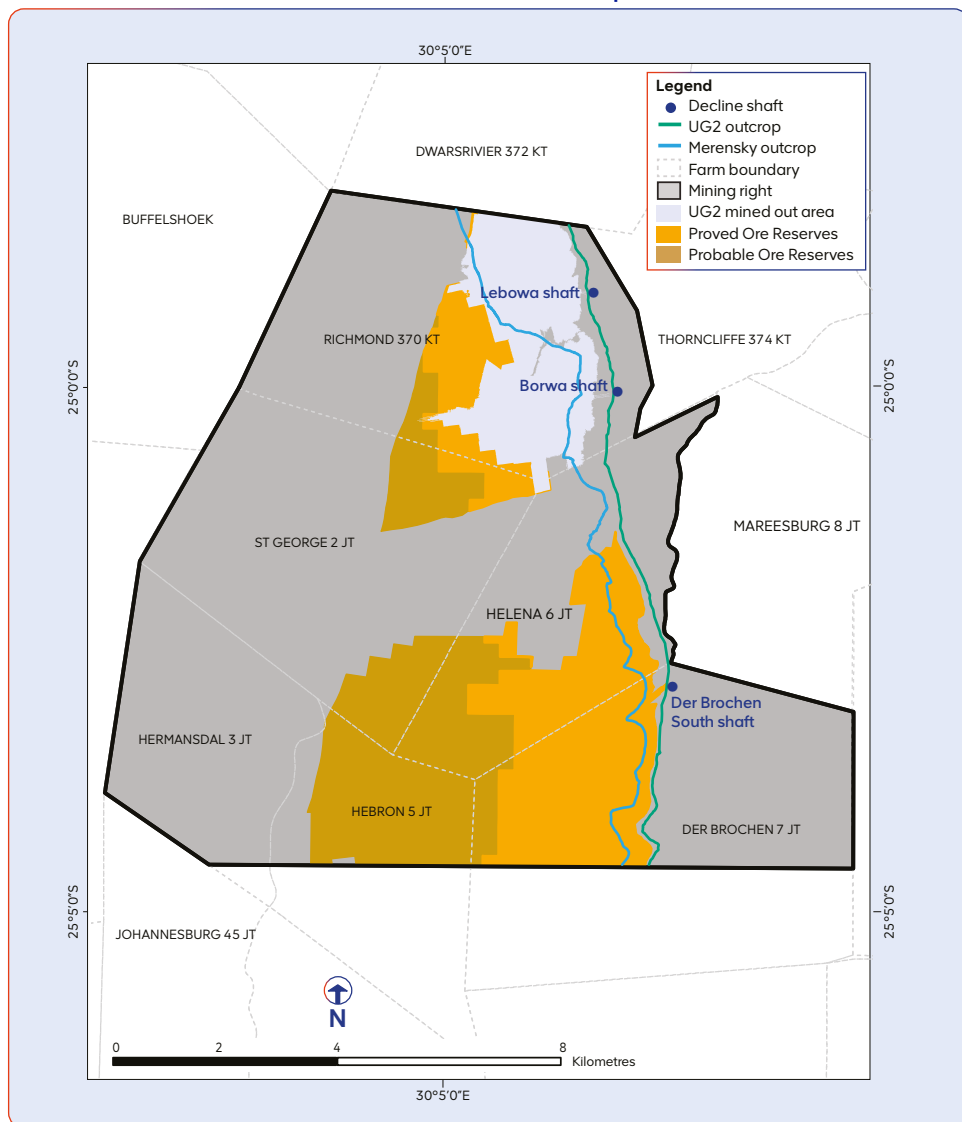 30°5'0"E
Legend
Decline shaft
UG2 outcrop
Merensky outcrop
Farm boundary
Mining right
UG2 mined out area
Proved Ore Reserves
Probable Ore Reserves
DWARSRIVIER 372 KT
BUFFELSHOEK
Lebowa shaft
RICHMOND 370 KT
THORNCLIFFE 374 KT
25°0'0"S
25°0'0"S
Borwa shaft
MAREESBURG 8 JT
ST GEORGE 2 JT
HELENA 6 JT
Der Brochen
South shaft
HERMANSDAL 3 JT
HEBRON 5 JT
DER BROCHEN 7 JT
25°5'0"S
25°5'0"S
JOHANNESBURG 45 JT
N
0 2 4 8
Kilometres
30°5'0"E